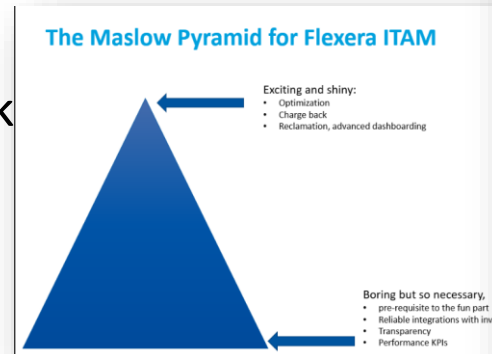 The Maslow Pyramid for Flexera ITAM
k
Exciting and shiny:
• Optimization
• Charge back
• Reclamation, advanced dashboarding
Boring but so necessary,
• pre-requisite to the fun part
• Reliable integrations with inv
• Transparency
• Performance KPIs